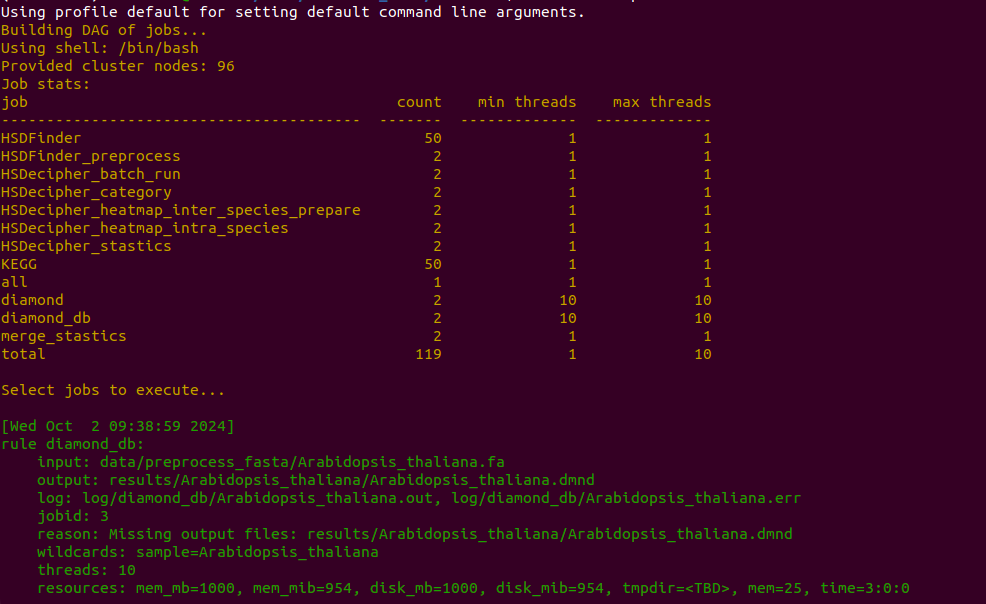 Using profile default for setting default command line arguments.
Building DAG of jobs...
Using shell: /bin/bash
Provided cluster nodes: 96
Job stats:
job                                         count    min threads    max threads
----------------------------------------  -------  -------------  -------------
HSDFinder                                      50              1              1
HSDFinder_preprocess                            2              1              1
HSDecipher_batch_run                            2              1              1
HSDecipher_category                             2              1              1
HSDecipher_heatmap_inter_species_prepare        2              1              1
HSDecipher_heatmap_intra_species                2              1              1
HSDecipher_stastics                             2              1              1
KEGG                                           50              1              1
all                                             1              1              1
diamond                                         2             10             10
diamond_db                                      2             10             10
merge_stastics                                  2              1              1
total                                         119              1             10

Select jobs to execute...

[Wed Oct  2 09:38:59 2024]
rule diamond_db:
    input: data/preprocess_fasta/Arabidopsis_thaliana.fa
    output: results/Arabidopsis_thaliana/Arabidopsis_thaliana.dmnd
    log: log/diamond_db/Arabidopsis_thaliana.out, log/diamond_db/Arabidopsis_thaliana.err
    jobid: 3
    reason: Missing output files: results/Arabidopsis_thaliana/Arabidopsis_thaliana.dmnd
    wildcards: sample=Arabidopsis_thaliana
    threads: 10
    resources: mem_mb=1000, mem_mib=954, disk_mb=1000, disk_mib=954, tmpdir=<TBD>, mem=25, time=3:0:0